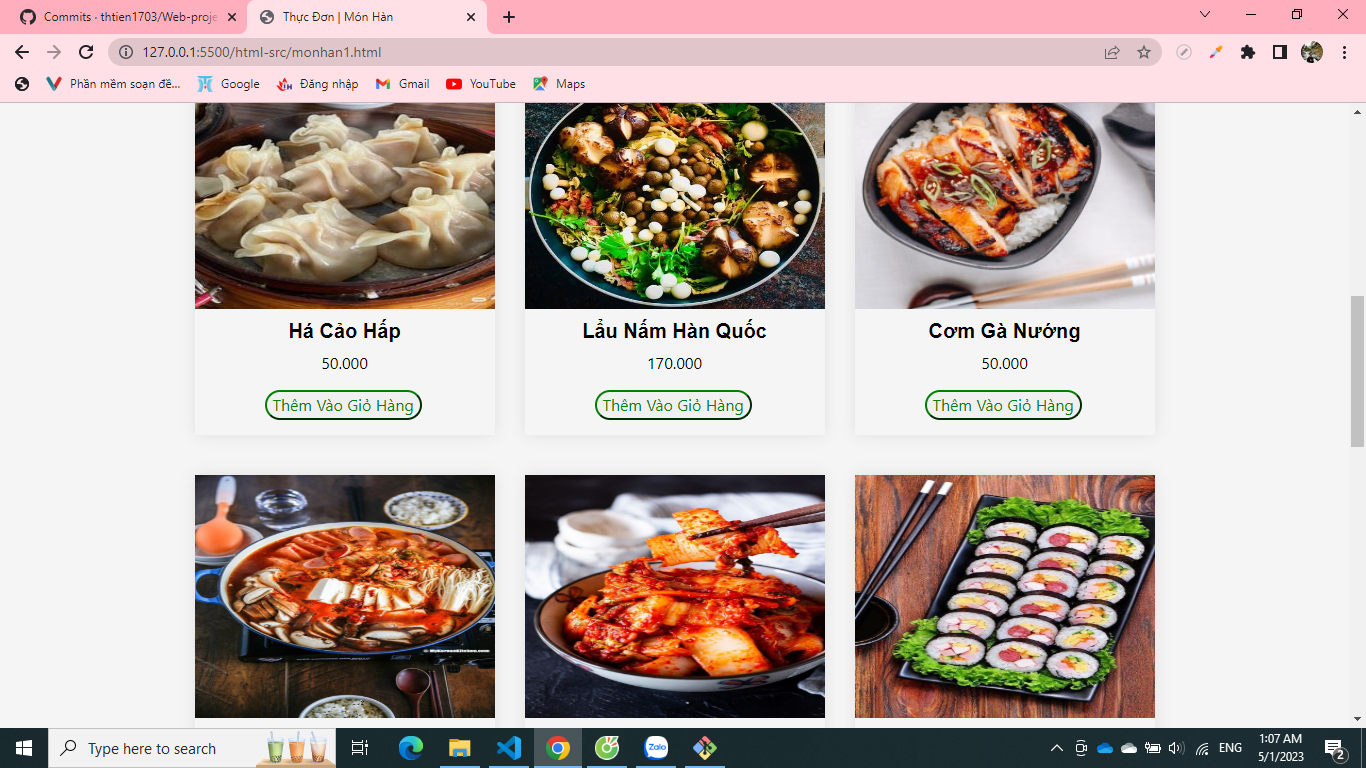 Commits · thtien1703/Web-proje
Thực Đơn | Món Hàn
127.0.0.1:5500/html-src/monhan1.html
Phần mềm soạn đề...
Google
Đăng nhập
Gmail
YouTube
Maps
Há Cảo Hấp
Lẩu Nấm Hàn Quốc
Cơm Gà Nướng
50.000
170.000
50.000
Thêm Vào Giỏ Hàng
Thêm Vào Giỏ Hàng
Thêm Vào Giỏ Hàng
MyKoreanKitchen.com
Type here to search
Zalo
ENG
1:07 AM
5/1/2023
2